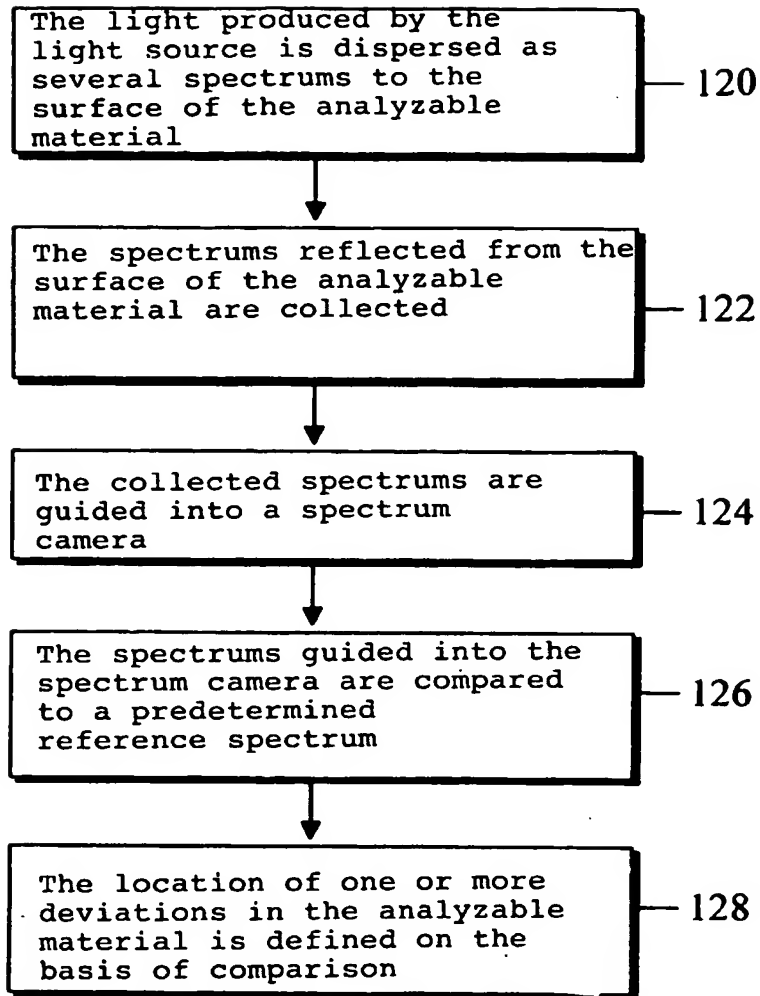 The light produced by the
light source is dispersed as
several spectrums to the
surface of the analyzable
material
120
The spectrums reflected from the
surface of the analyzable
material are collected
122
The collected spectrums are
guided into a spectrum
camera
124
The spectrums guided into the
spectrum camera are compared
to a predetermined
reference spectrum
126
The location of one or more
deviations in the analyzable
material is defined on the
basis of comparison
128